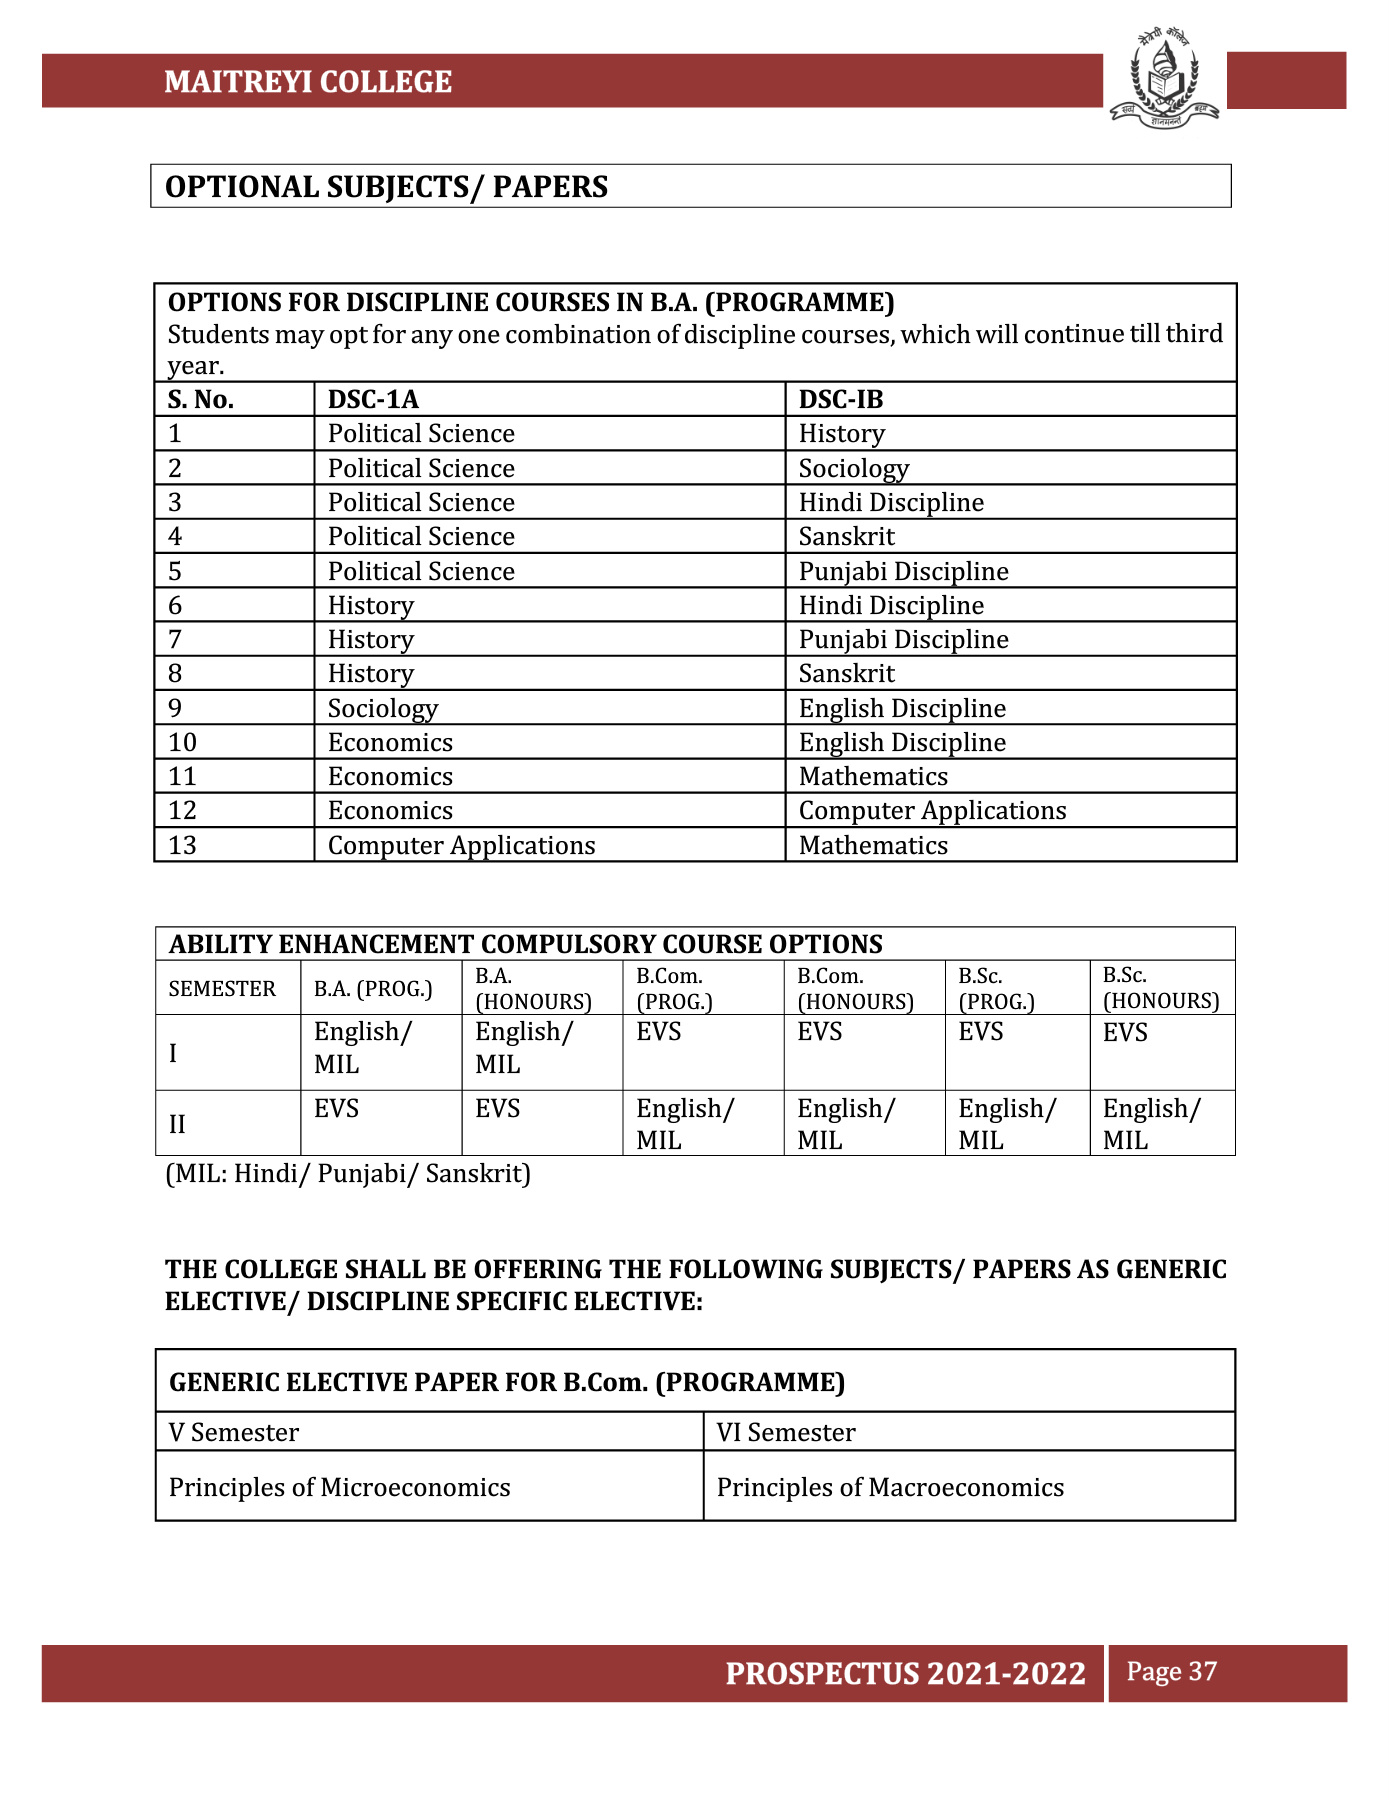 MAITREYI COLLEGE
मैत्रेयी कॉलेज
सत्यं
ज्ञानमनन्तं
ब्रह्म
OPTIONAL SUBJECTS/ PAPERS
OPTIONS FOR DISCIPLINE COURSES IN B.A. (PROGRAMME)
Students may opt for any one combination of discipline courses, which will continue till third
year.
S. No. DSC-1A DSC-IB
1 Political Science History
2 Political Science Sociology
3 Political Science Hindi Discipline
4 Political Science Sanskrit
5 Political Science Punjabi Discipline
6 History Hindi Discipline
7 History Punjabi Discipline
8 History Sanskrit
9 Sociology English Discipline
10 Economics English Discipline
11 Economics Mathematics
12 Economics Computer Applications
13 Computer Applications Mathematics
ABILITY ENHANCEMENT COMPULSORY COURSE OPTIONS
SEMESTER B.A. (PROG.) B.A. (HONOURS) B.Com. (PROG.) B.Com. (HONOURS) B.Sc. (PROG.) B.Sc. (HONOURS)
I English/ MIL English/ MIL EVS EVS EVS EVS
II EVS EVS English/ MIL English/ MIL English/ MIL English/ MIL
(MIL: Hindi/ Punjabi/ Sanskrit)
THE COLLEGE SHALL BE OFFERING THE FOLLOWING SUBJECTS/ PAPERS AS GENERIC
ELECTIVE/ DISCIPLINE SPECIFIC ELECTIVE:
GENERIC ELECTIVE PAPER FOR B.Com. (PROGRAMME)
V Semester VI Semester
Principles of Microeconomics Principles of Macroeconomics
PROSPECTUS 2021-2022 Page 37